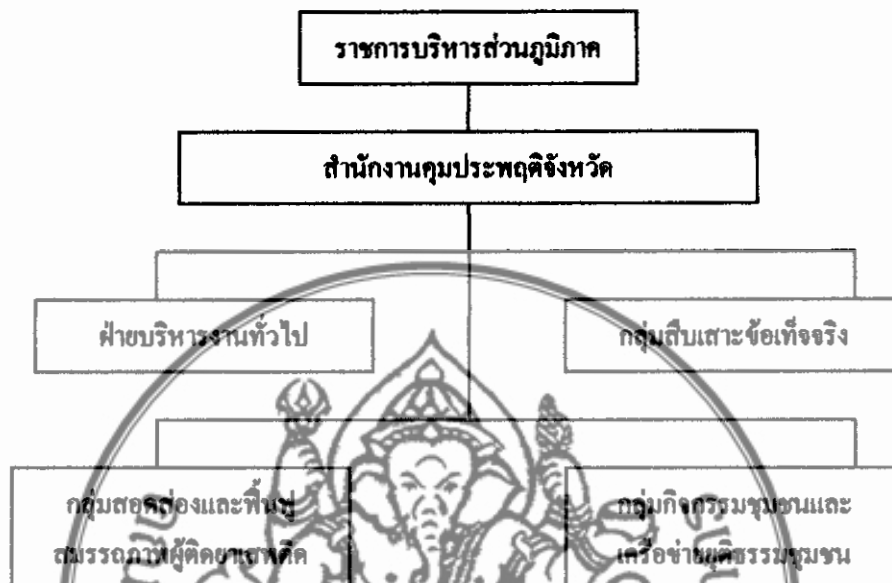 ราชการบริหารส่วนภูมิภาค
สำนักงานคุมประพฤติจังหวัด
ฝ่ายบริหารงานทั่วไป
กลุ่มสืบเสาะข้อเท็จจริง
กลุ่มสอดส่องและฟื้นฟู
สมรรถภาพผู้ติดยาเสพติด
กลุ่มกิจกรรมชุมชนและ
เครือข่ายยุติธรรมชุมชน